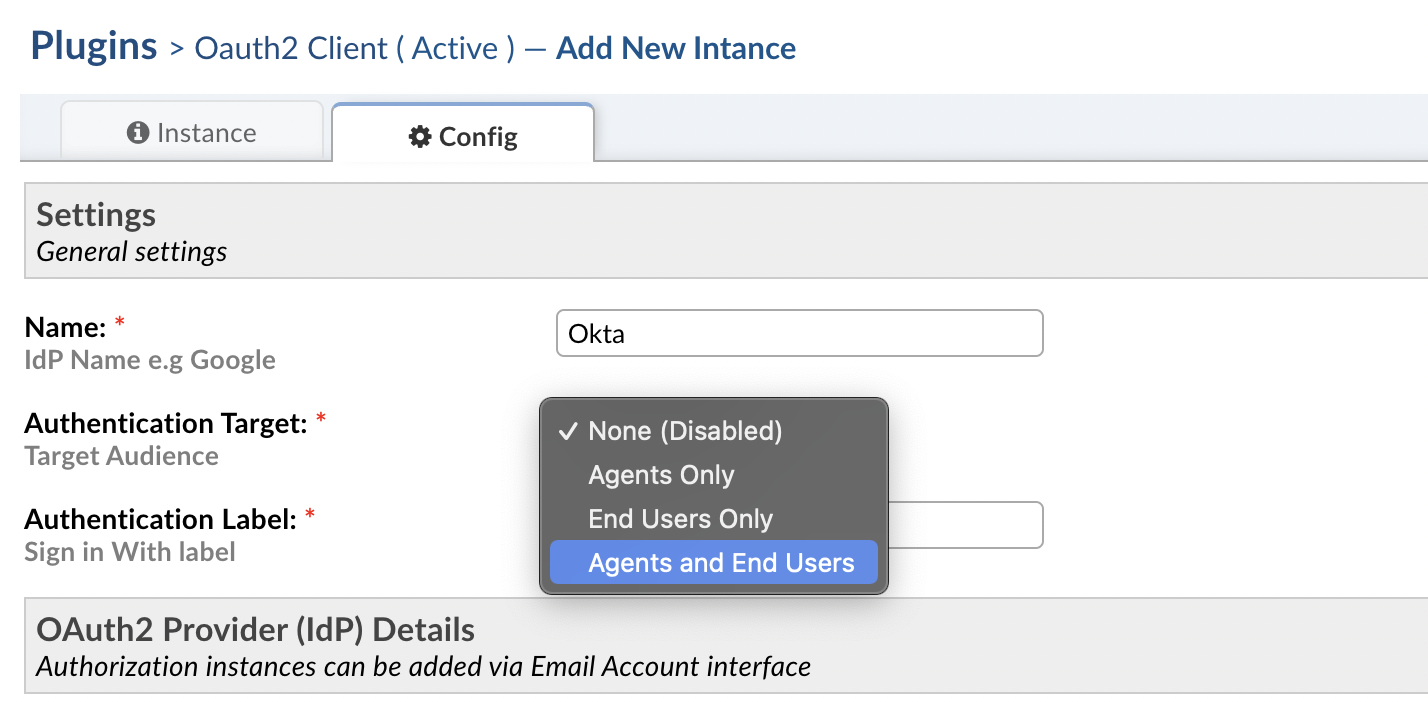 Plugins > Oauth2 Client ( Active ) — Add New Intance
Instance
Config
Settings
General settings
Name: *
IdP Name e.g Google
Okta
Authentication Target: *
Target Audience
✓ None (Disabled)
Agents Only
End Users Only
Agents and End Users
Authentication Label: *
Sign in With label
OAuth2 Provider (IdP) Details
Authorization instances can be added via Email Account interface